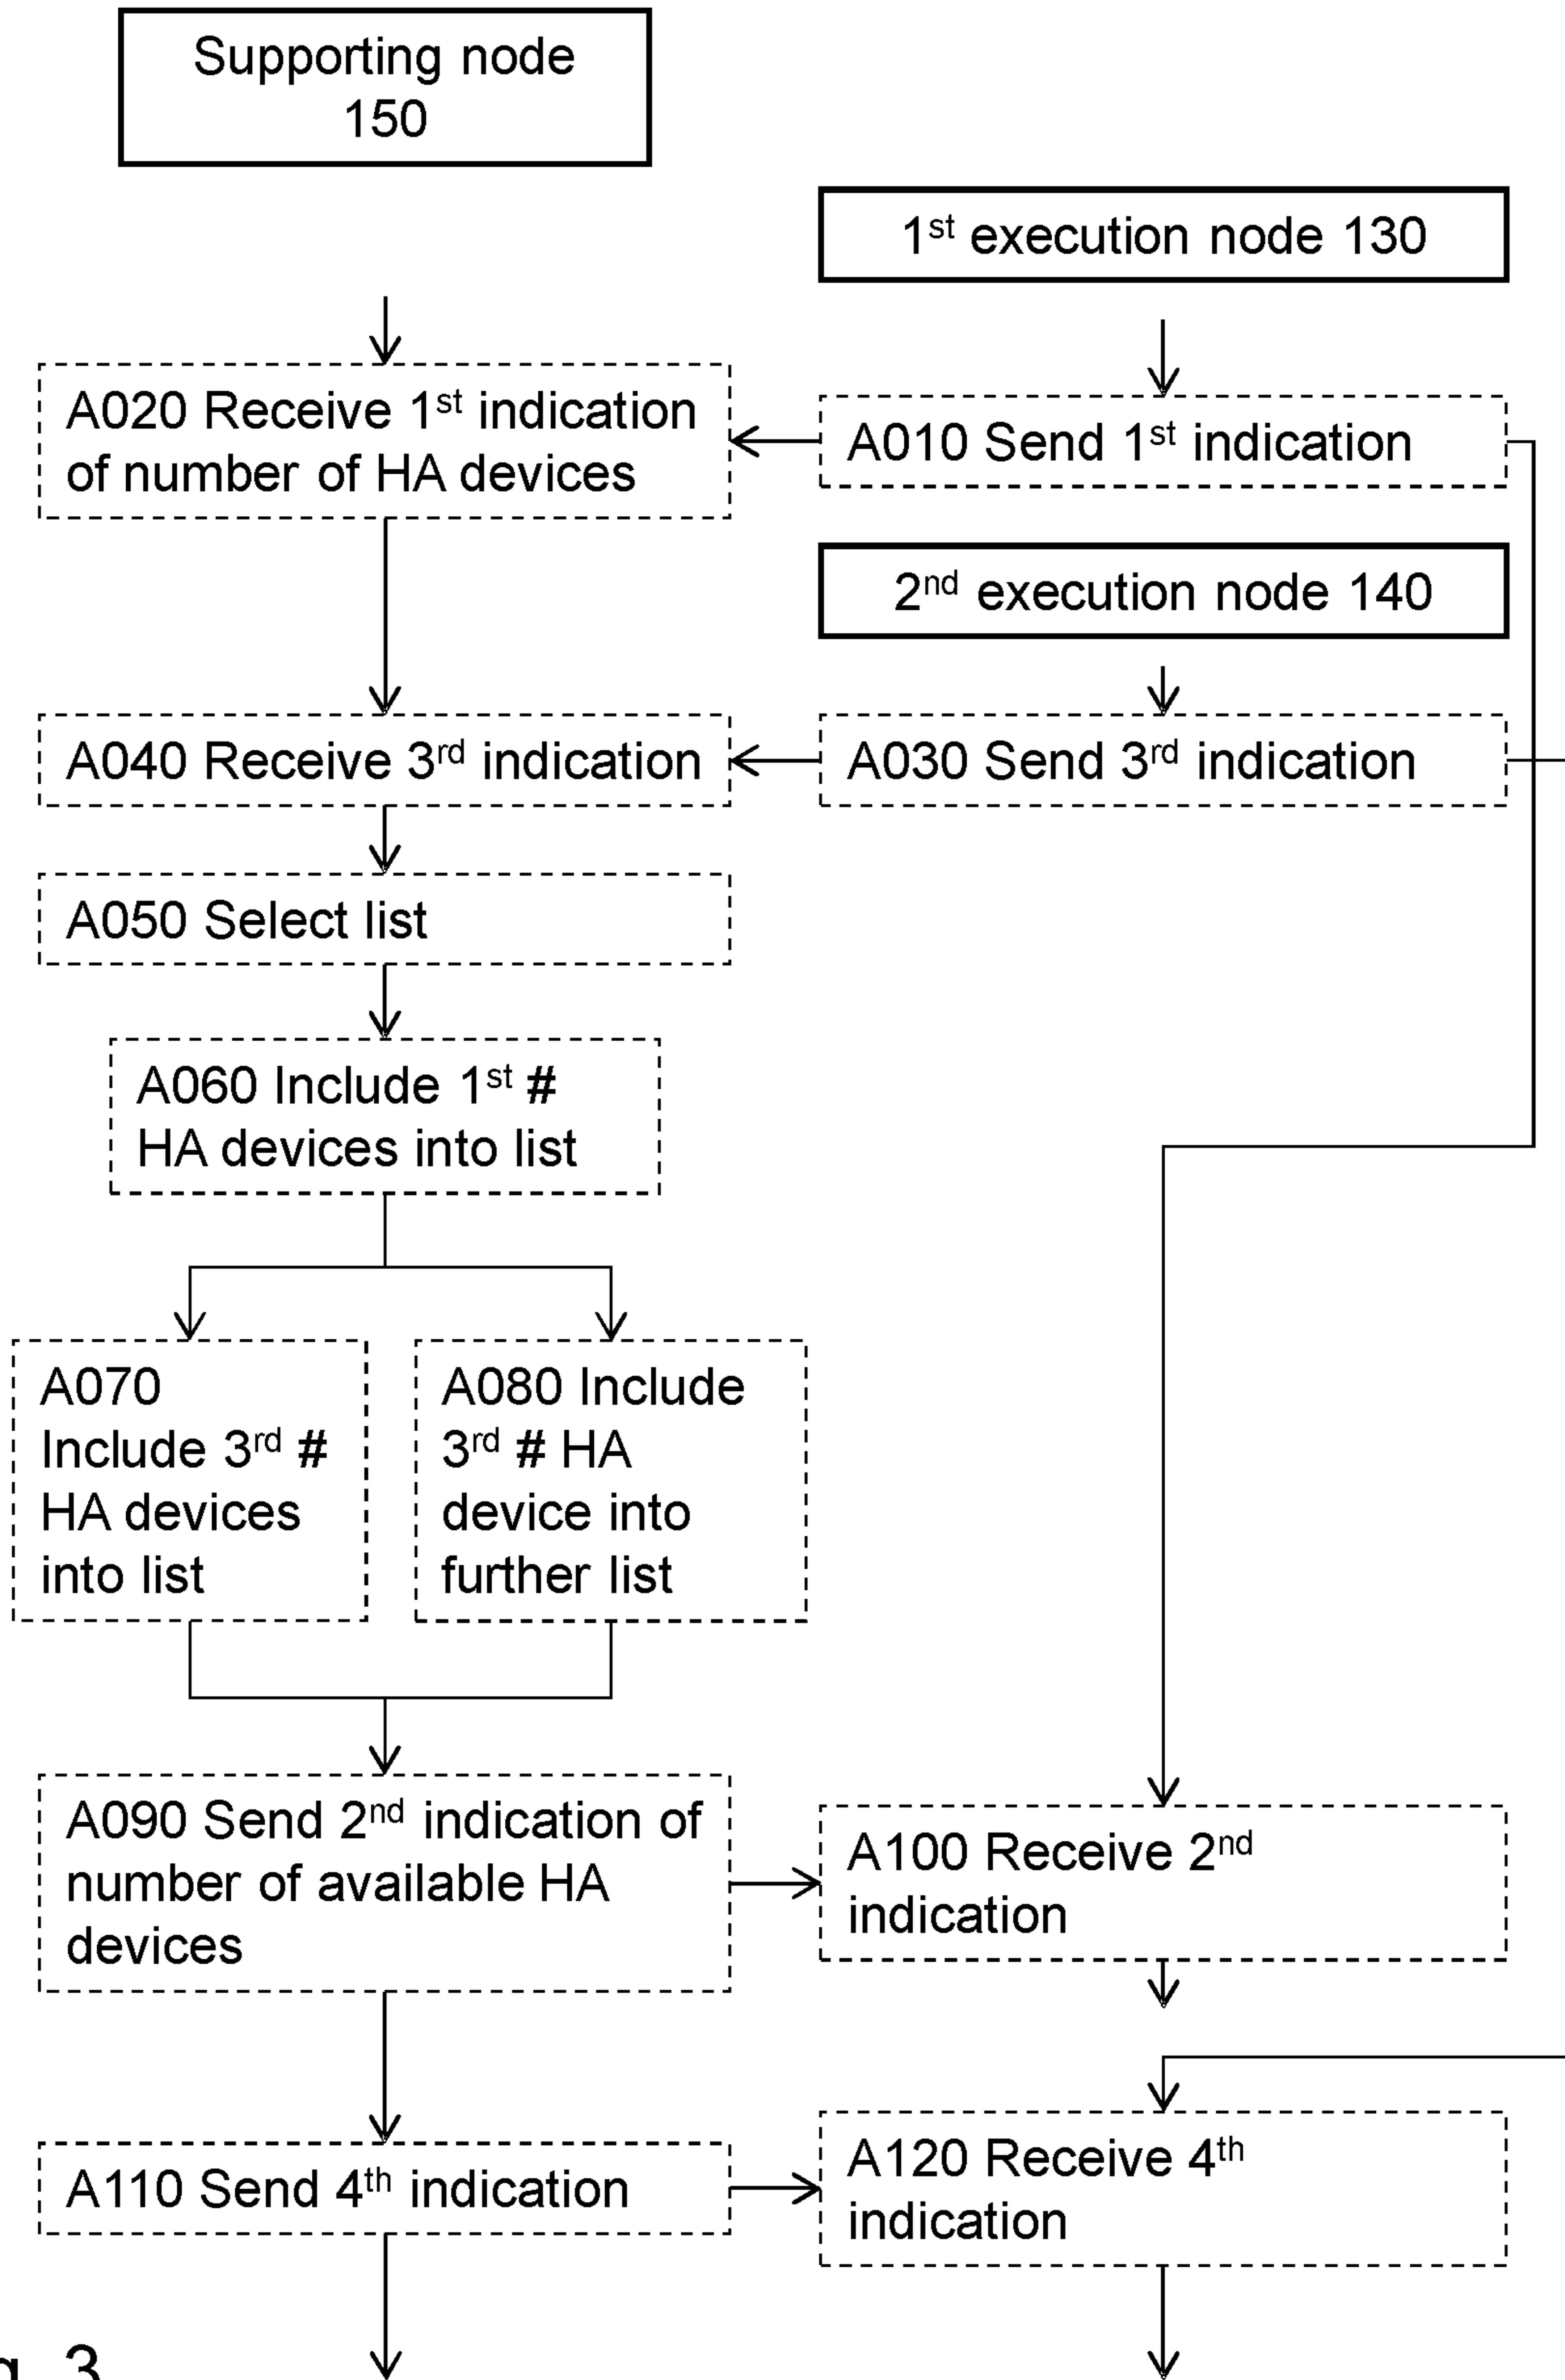 Supporting node
150
1st execution node 130
A020 Receive 1st indication
of number of HA devices
A010 Send 1st indication
2nd execution node 140
A040 Receive 3rd indication
A030 Send 3rd indication
A050 Select list
A060 Include 1st #
HA devices into list
A070
Include 3rd #
HA devices
into list
A080 Include
3rd # HA
device into
further list
A090 Send 2nd indication of
number of available HA
devices
A100 Receive 2nd
indication
A110 Send 4th indication
A120 Receive 4th
indication
3